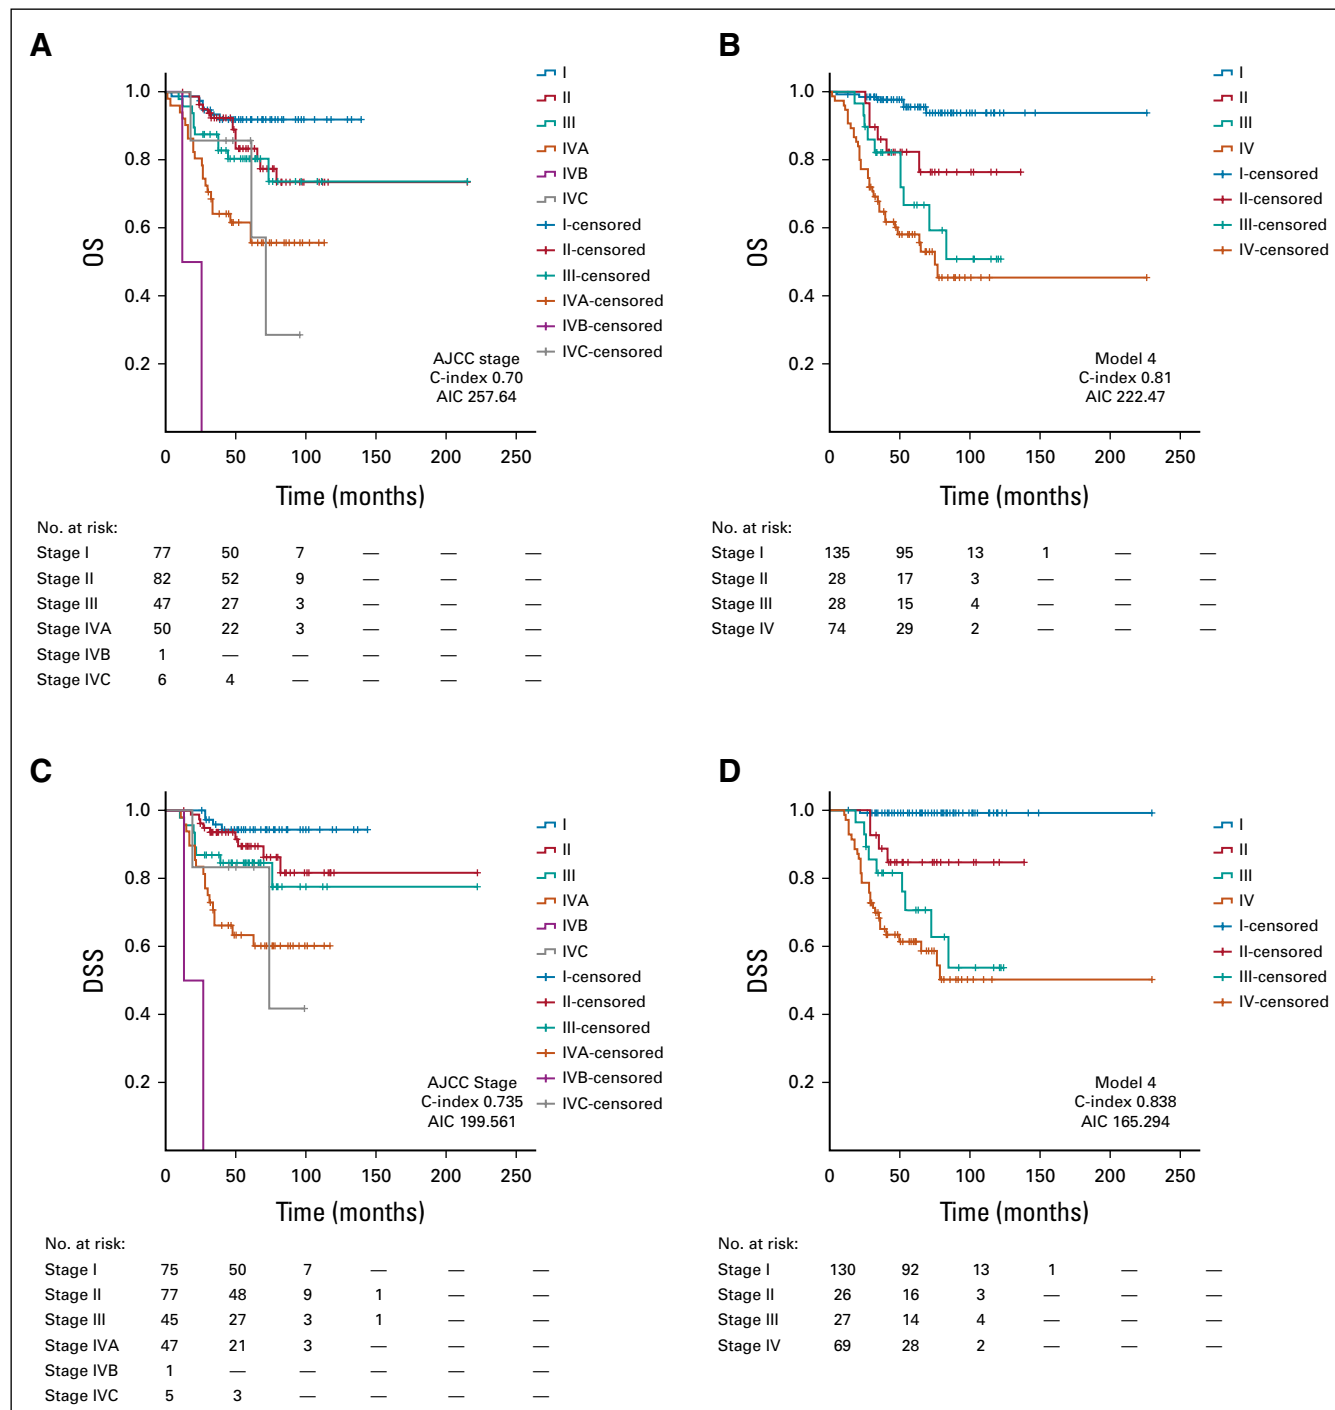 A
OS
1.0
0.8
0.6
0.4
0.2
0 50 100 150 200 250
Time (months)
I
II
III
IVA
IVB
IVC
I-censored
II-censored
III-censored
IVA-censored
IVB-censored
IVC-censored
AJCC stage
C-index 0.70
AIC 257.64
No. at risk:
Stage I 77 50 7 — — —
Stage II 82 52 9 — — —
Stage III 47 27 3 — — —
Stage IVA 50 22 3 — — —
Stage IVB 1 — — — — —
Stage IVC 6 4 — — — —
B
OS
1.0
0.8
0.6
0.4
0.2
0 50 100 150 200 250
Time (months)
I
II
III
IV
I-censored
II-censored
III-censored
IV-censored
Model 4
C-index 0.81
AIC 222.47
No. at risk:
Stage I 135 95 13 1 — —
Stage II 28 17 3 — — —
Stage III 28 15 4 — — —
Stage IV 74 29 2 — — —
C
DSS
1.0
0.8
0.6
0.4
0.2
0 50 100 150 200 250
Time (months)
I
II
III
IVA
IVB
IVC
I-censored
II-censored
III-censored
IVA-censored
IVB-censored
IVC-censored
AJCC Stage
C-index 0.735
AIC 199.561
No. at risk:
Stage I 75 50 7 — — —
Stage II 77 48 9 1 — —
Stage III 45 27 3 1 — —
Stage IVA 47 21 3 — — —
Stage IVB 1 — — — — —
Stage IVC 5 3 — — — —
D
DSS
1.0
0.8
0.6
0.4
0.2
0 50 100 150 200 250
Time (months)
I
II
III
IV
I-censored
II-censored
III-censored
IV-censored
Model 4
C-index 0.838
AIC 165.294
No. at risk:
Stage I 130 92 13 1 — —
Stage II 26 16 3 — — —
Stage III 27 14 4 — — —
Stage IV 69 28 2 — — —